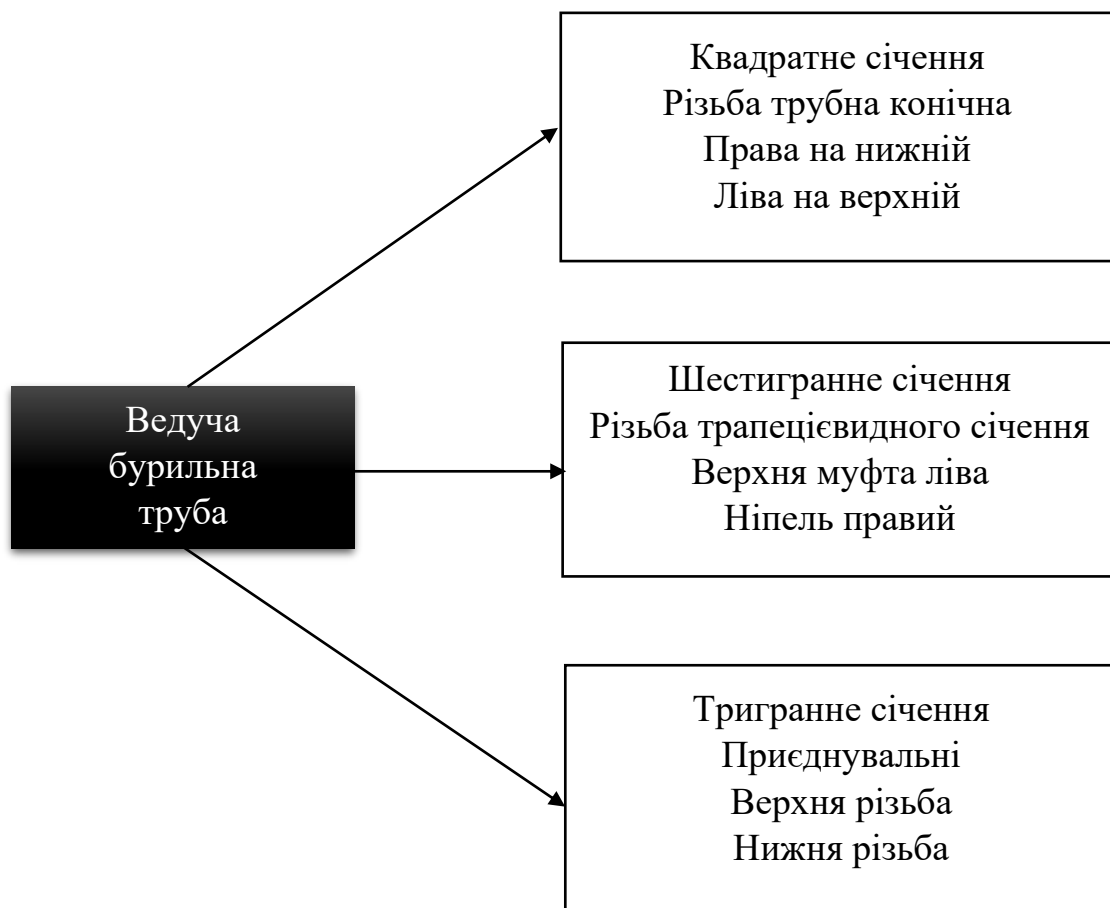 Квадратне січення
Різьба трубна конічна
Права на нижній
Ліва на верхній
Ведуча
бурильна
труба
Шестигранне січення
Різьба трапецієвидного січення
Верхня муфта ліва
Ніпель правий
Тригранне січення
Приєднувальні
Верхня різьба
Нижня різьба